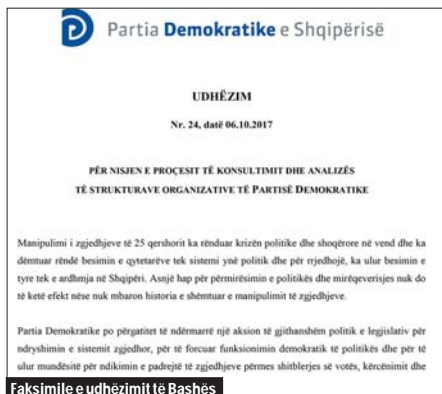 Partia Demokratike e Shqipërisë
UDHËZIM
Nr. 24, datë 06.10.2017
PËR NISJEN E PROÇESIT TË KONSULTIMIT DHE ANALIZËS
TË STRUKTURAVE ORGANIZATIVE TË PARTISË DEMOKRATIKE
Manipulimi i zgjedhjeve të 25 qershorit ka rënduar krizën politike dhe shoqërore në vend dhe ka
dëmtuar rëndë besimin e qytetarëve tek sistemi ynë politik dhe për rrjedhojë, ka ulur besimin e
tyre tek e ardhmja në Shqipëri. Asnjë hap për përmirësimin e politikës dhe mirëqeverisjes nuk do
të ketë efekt nëse nuk mbaron historia e shëmtuar e manipulimit të zgjedhjeve.
Partia Demokratike po përgatitet të ndërmarrë një aksion të gjithanshëm politik e legjislativ për
ndryshimin e sistemit zgjedhor, për të forcuar funksionimin demokratik të politikës dhe për të
ulur mundësitë për ndikimin e padrejtë të zgjedhjeve përmes shitblerjes së votës, kërcënimit dhe
Faksimile e udhëzimit të Bashës